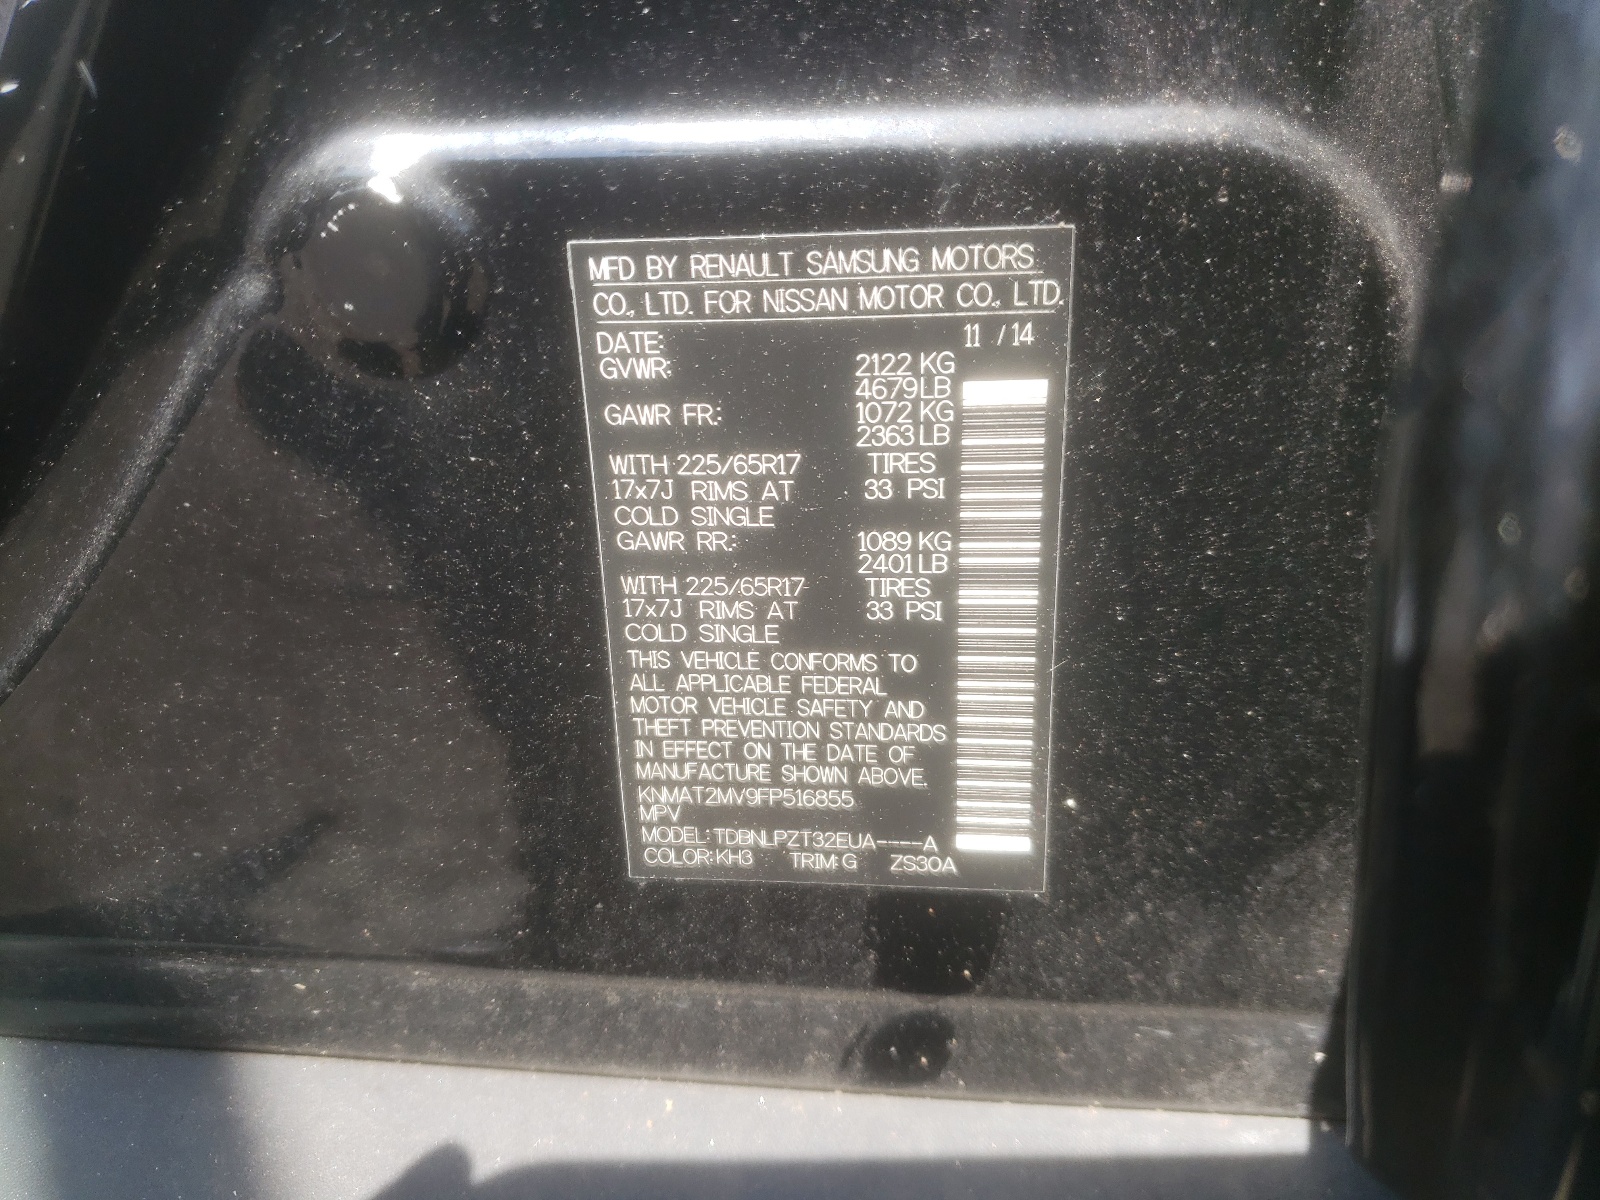 MFD BY RENAULT SAMSUNG MOTORS
CO., LTD. FOR NISSAN MOTOR CO., LTD.
DATE: 11 / 14
GVWR: 2122 KG
4679 LB
GAWR FR: 1072 KG
2363 LB
WITH 225/65R17 TIRES
17x7J RIMS AT 33 PSI
COLD SINGLE
GAWR RR: 1089 KG
2401 LB
WITH 225/65R17 TIRES
17x7J RIMS AT 33 PSI
COLD SINGLE
THIS VEHICLE CONFORMS TO
ALL APPLICABLE FEDERAL
MOTOR VEHICLE SAFETY AND
THEFT PREVENTION STANDARDS
IN EFFECT ON THE DATE OF
MANUFACTURE SHOWN ABOVE.
KNMAT2MV9FP516855
MPV
MODEL: TDBNLPZT32EUA----A
COLOR: KH3 TRIM: G ZS30A